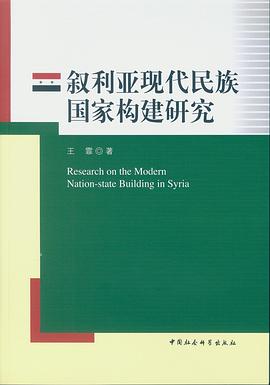 叙利亚现代民族
国家构建研究
王 霏◎著
Research on the Modern
Nation-state Building in Syria
中国社会科学出版社